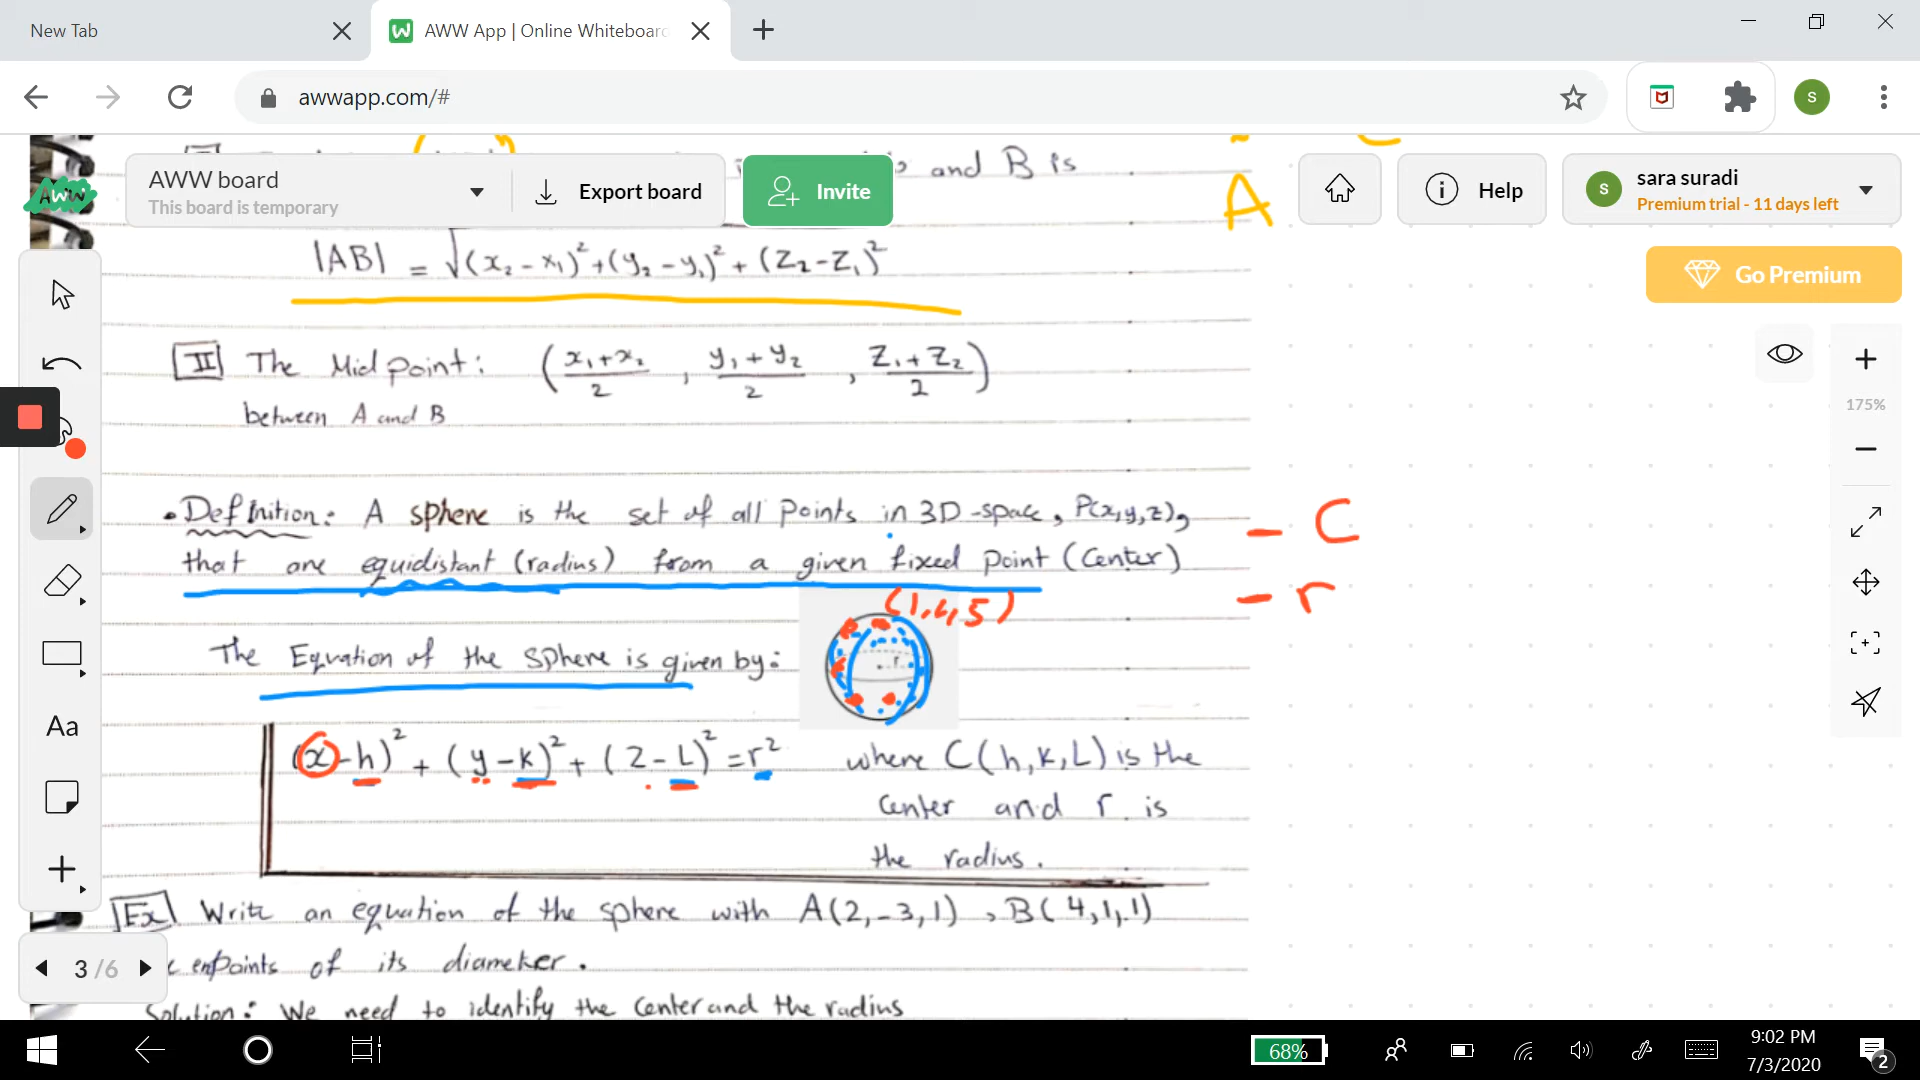 New Tab
AWW App | Online Whiteboard
awwapp.com/#
S
C
and B is
AWW
AWW board
This board is temporary
Export board
Invite
A
Help
S
sara suradi
Premium trial - 11 days left
|AB| = √(x₂-x₁)²+(y₂-y₁)²+(Z₂-Z₁)²
Go Premium
II The Midpoint: (x₁+x₂/2 , y₁+y₂/2 , Z₁+Z₂/2)
between A and B
175%
• Definition: A sphere is the set of all points in 3D-space, P(x,y,z),
- C
that are equidistant (radius) from a given fixed point (Center)
- r
(1,4,5)
The Equation of the sphere is given by:
r
(x-h)² + (y-k)² + (z-L)² = r² where C(h,k,L) is the
Center and r is
the radius.
Aa
Ex Write an equation of the sphere with A(2,-3,1), B(4,1,1)
enpoints of its diameter.
3 /6
Solution: We need to identify the center and the radius
68%
9:02 PM
7/3/2020
2